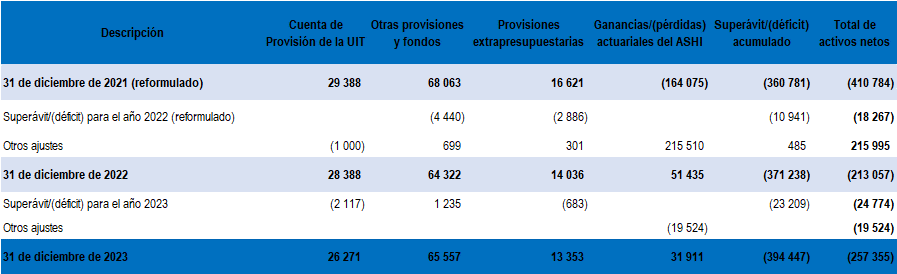 Descripción Cuenta de Provisión de la UIT Otras provisiones y fondos Provisiones extrapresupuestarias Ganancias/(pérdidas) actuariales del ASHI Superávit/(déficit) acumulado Total de activos netos
31 de diciembre de 2021 (reformulado) 29 388 68 063 16 621 (164 075) (360 781) (410 784)
Superávit/(déficit) para el año 2022 (reformulado) (4 440) (2 886) (10 941) (18 267)
Otros ajustes (1 000) 699 301 215 510 485 215 995
31 de diciembre de 2022 28 388 64 322 14 036 51 435 (371 238) (213 057)
Superávit/(déficit) para el año 2023 (2 117) 1 235 (683) (23 209) (24 774)
Otros ajustes (19 524) (19 524)
31 de diciembre de 2023 26 271 65 557 13 353 31 911 (394 447) (257 355)